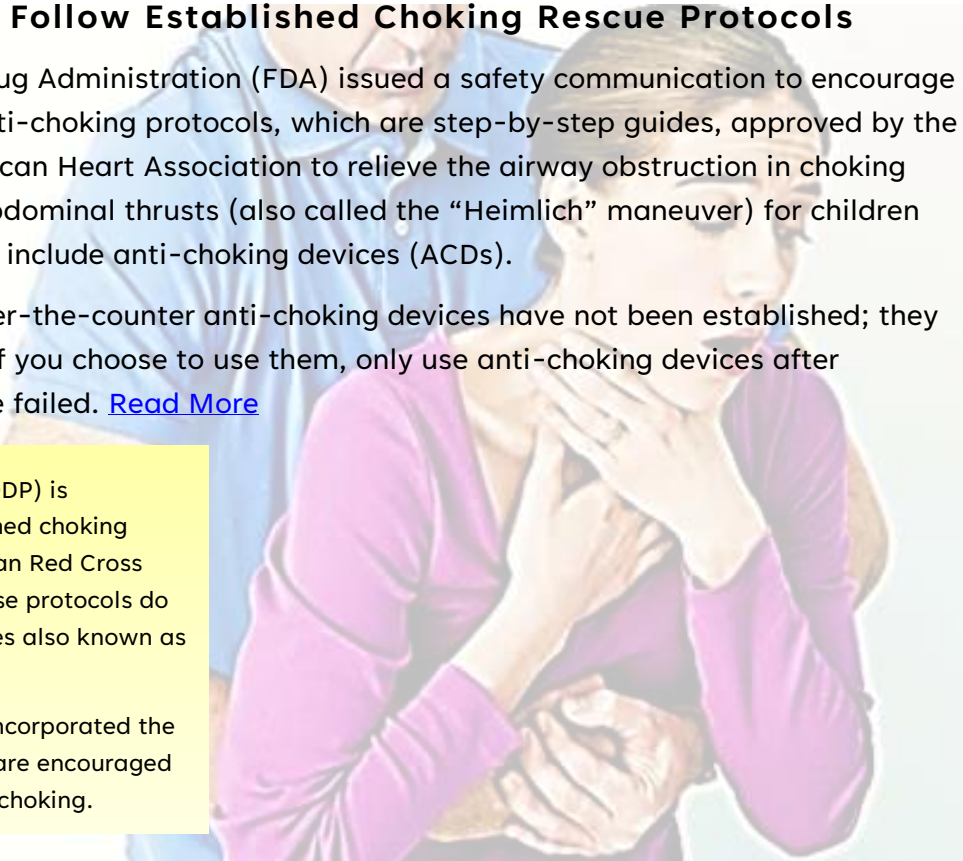 Follow Established Choking Rescue Protocols
ug Administration (FDA) issued a safety communication to encourage
ti-choking protocols, which are step-by-step guides, approved by the
can Heart Association to relieve the airway obstruction in choking
odominal thrusts (also called the “Heimlich” maneuver) for children
include anti-choking devices (ACDs).
er-the-counter anti-choking devices have not been established; they
f you choose to use them, only use anti-choking devices after
e failed. Read More
DP) is
ned choking
an Red Cross
se protocols do
es also known as
ncorporated the
are encouraged
choking.